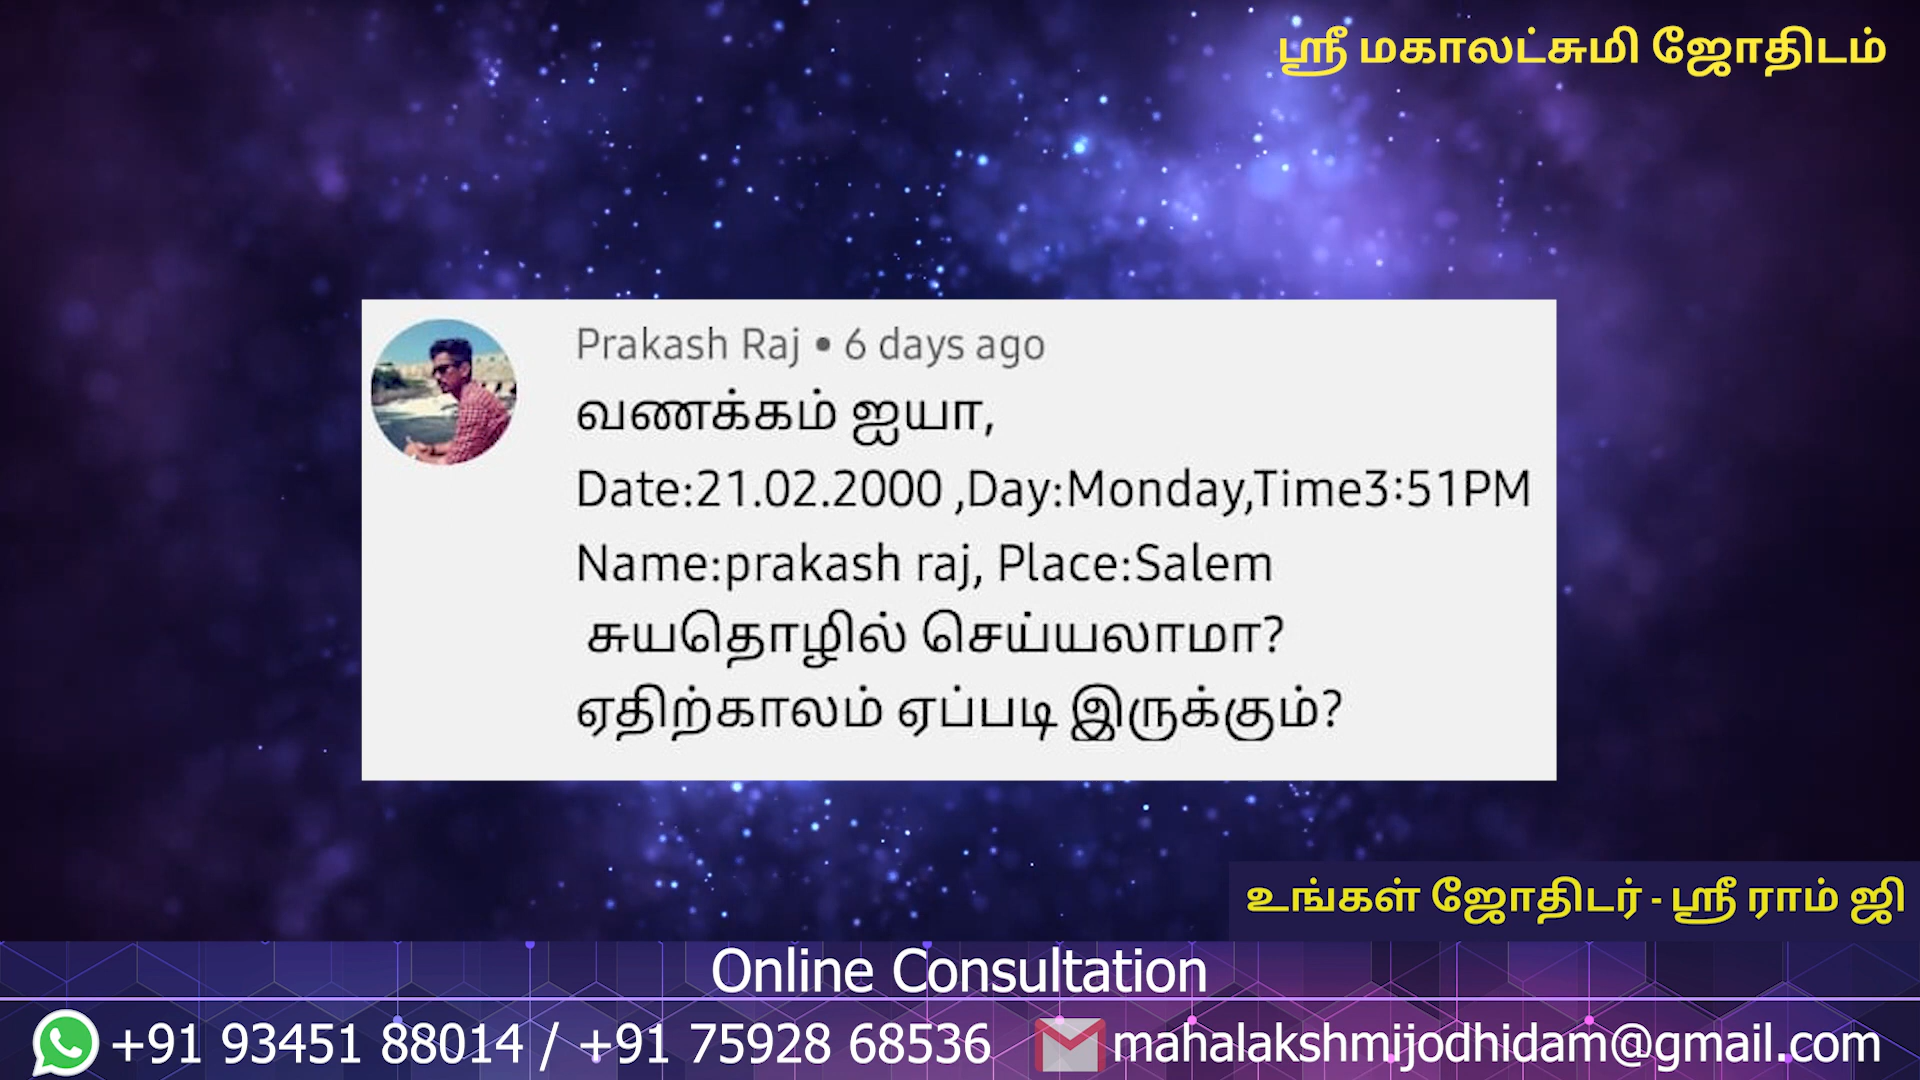 ஸ்ரீ மகாலட்சுமி ஜோதிடம்
Prakash Raj • 6 days ago
வணக்கம் ஐயா,
Date:21.02.2000 ,Day:Monday,Time3:51PM
Name:prakash raj, Place:Salem
சுயதொழில் செய்யலாமா?
ஏதிற்காலம் ஏப்படி இருக்கும்?
உங்கள் ஜோதிடர் - ஸ்ரீ ராம் ஜி
Online Consultation
+91 93451 88014 / +91 75928 68536 mahalakshmijodhidam@gmail.com